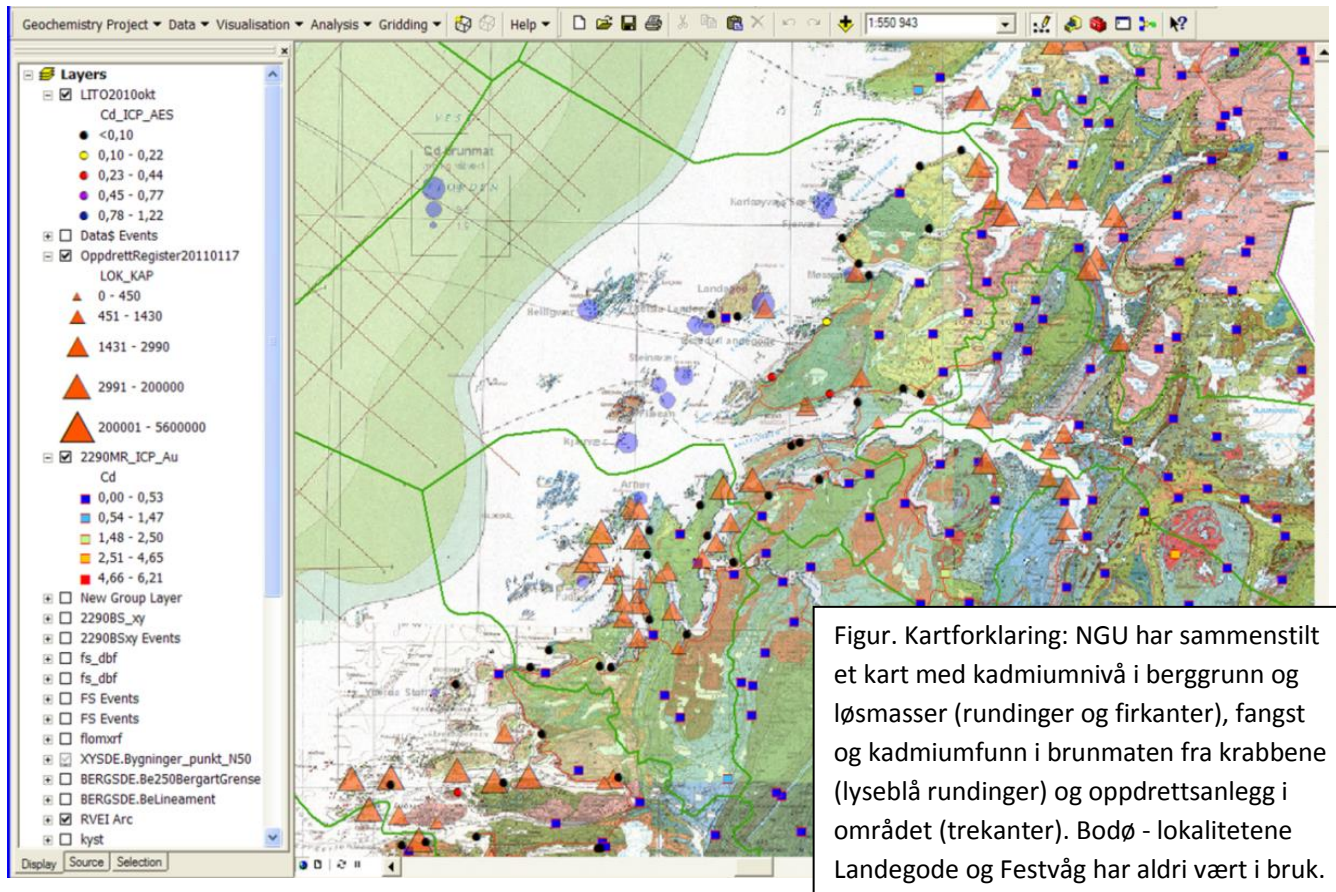 Geochemistry Project Data Visualisation Analysis Gridding Help 1:550 943
Layers
LITO2010okt
Cd_ICP_AES
<0,10
0,10 - 0,22
0,23 - 0,44
0,45 - 0,77
0,78 - 1,22
Data$ Events
OppdrettRegister20110117
LOK_KAP
0 - 450
451 - 1430
1431 - 2990
2991 - 200000
200001 - 5600000
2290MR_ICP_Au
Cd
0,00 - 0,53
0,54 - 1,47
1,48 - 2,50
2,51 - 4,65
4,66 - 6,21
New Group Layer
2290BS_xy
2290BSxy Events
fs_dbf
fs_dbf
FS Events
FS Events
flomxrf
XYSDE.Bygninger_punkt_N50
BERGSDE.Be250BergartGrense
BERGSDE.BeLineament
RVEI Arc
kyst
Display Source Selection
Cd brunmat
Landegode
Helligvær
Steinvær
Kjærvær
Figur. Kartforklaring: NGU har sammenstilt
et kart med kadmiumnivå i berggrunn og
løsmasser (rundinger og firkanter), fangst
og kadmiumfunn i brunmaten fra krabbene
(lyseblå rundinger) og oppdrettsanlegg i
området (trekanter). Bodø - lokalitetene
Landegode og Festvåg har aldri vært i bruk.